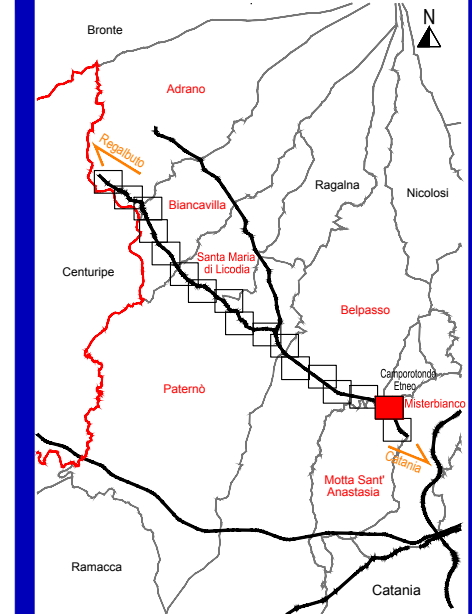 N
Bronte
Adrano
Regalbuto
Ragalna
Nicolosi
Biancavilla
Santa Maria
di Licodia
Centuripe
Belpasso
Camporotondo
Etneo
Paternò
Misterbianco
Catania
Motta Sant'
Anastasia
Ramacca
Catania